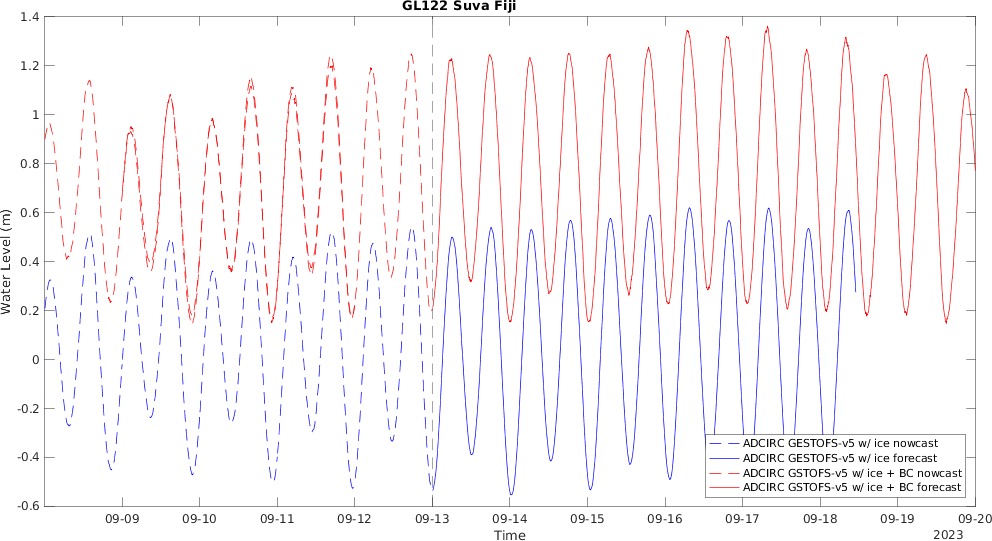 GL122 Suva Fiji
1.4
1.2
1
0.8
0.6
0.4
0.2
0
-0.2
-0.4
-0.6
Water Level (m)
ADCIRC GESTOFS-v5 w/ ice nowcast
ADCIRC GESTOFS-v5 w/ ice forecast
ADCIRC GSTOFS-v5 w/ ice + BC nowcast
ADCIRC GSTOFS-v5 w/ ice + BC forecast
09-09 09-10 09-11 09-12 09-13 09-14 09-15 09-16 09-17 09-18 09-19 09-20
Time
2023